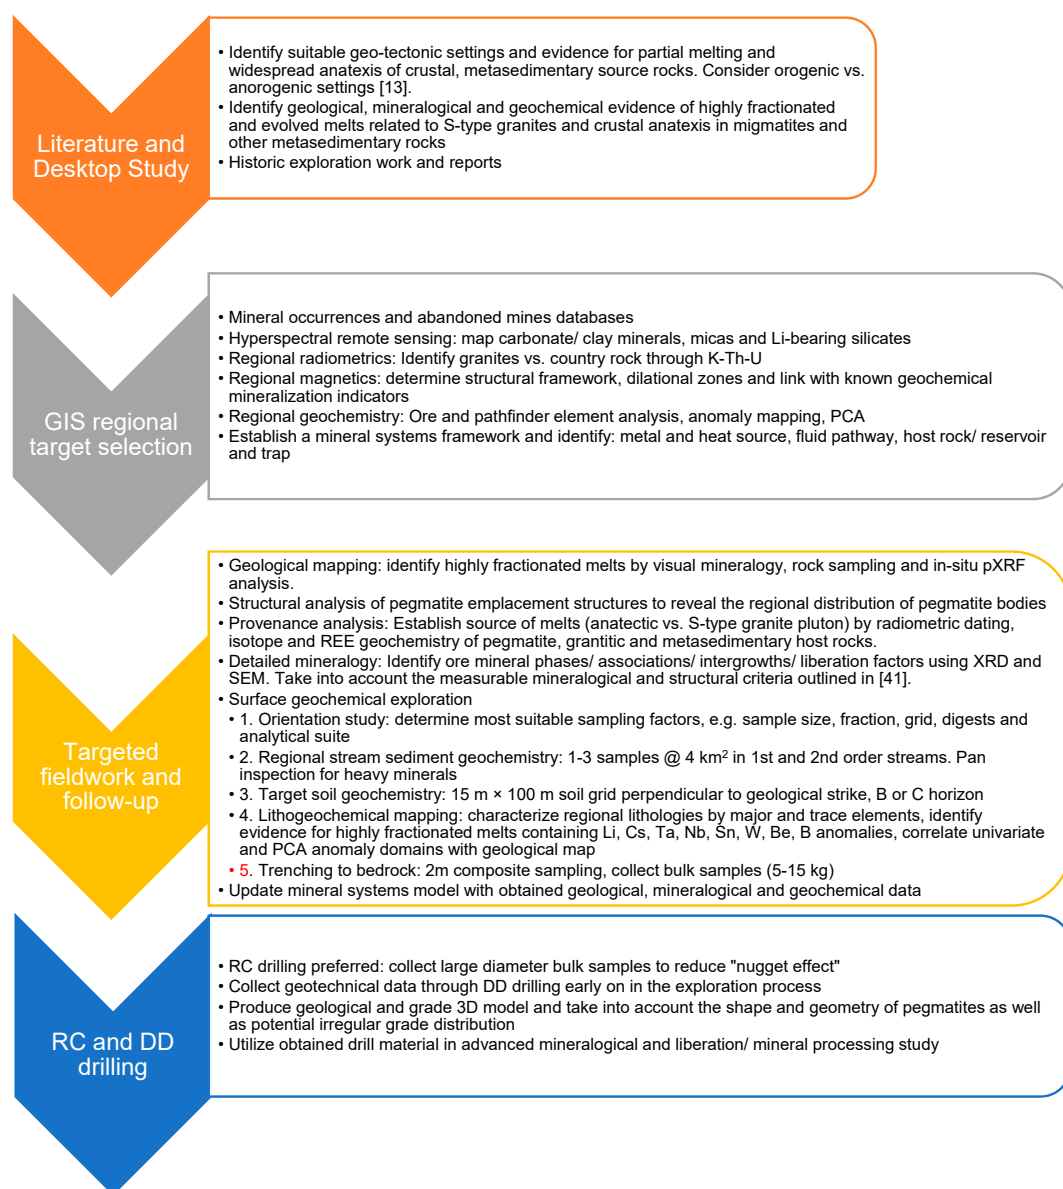 Literature and
Desktop Study
• Identify suitable geo-tectonic settings and evidence for partial melting and
widespread anatexis of crustal, metasedimentary source rocks. Consider orogenic vs.
anorogenic settings [13].
• Identify geological, mineralogical and geochemical evidence of highly fractionated
and evolved melts related to S-type granites and crustal anatexis in migmatites and
other metasedimentary rocks
• Historic exploration work and reports
GIS regional
target selection
• Mineral occurrences and abandoned mines databases
• Hyperspectral remote sensing: map carbonate/ clay minerals, micas and Li-bearing silicates
• Regional radiometrics: Identify granites vs. country rock through K-Th-U
• Regional magnetics: determine structural framework, dilational zones and link with known geochemical
mineralization indicators
• Regional geochemistry: Ore and pathfinder element analysis, anomaly mapping, PCA
• Establish a mineral systems framework and identify: metal and heat source, fluid pathway, host rock/ reservoir
and trap
Targeted
fieldwork and
follow-up
• Geological mapping: identify highly fractionated melts by visual mineralogy, rock sampling and in-situ pXRF
analysis.
• Structural analysis of pegmatite emplacement structures to reveal the regional distribution of pegmatite bodies
• Provenance analysis: Establish source of melts (anatectic vs. S-type granite pluton) by radiometric dating,
isotope and REE geochemistry of pegmatite, grantitic and metasedimentary host rocks.
• Detailed mineralogy: Identify ore mineral phases/ associations/ intergrowths/ liberation factors using XRD and
SEM. Take into account the measurable mineralogical and structural criteria outlined in [41].
• Surface geochemical exploration
• 1. Orientation study: determine most suitable sampling factors, e.g. sample size, fraction, grid, digests and
analytical suite
• 2. Regional stream sediment geochemistry: 1-3 samples @ 4 km² in 1st and 2nd order streams. Pan
inspection for heavy minerals
• 3. Target soil geochemistry: 15 m × 100 m soil grid perpendicular to geological strike, B or C horizon
• 4. Lithogeochemical mapping: characterize regional lithologies by major and trace elements, identify
evidence for highly fractionated melts containing Li, Cs, Ta, Nb, Sn, W, Be, B anomalies, correlate univariate
and PCA anomaly domains with geological map
• 5. Trenching to bedrock: 2m composite sampling, collect bulk samples (5-15 kg)
• Update mineral systems model with obtained geological, mineralogical and geochemical data
RC and DD
drilling
• RC drilling preferred: collect large diameter bulk samples to reduce "nugget effect"
• Collect geotechnical data through DD drilling early on in the exploration process
• Produce geological and grade 3D model and take into account the shape and geometry of pegmatites as well
as potential irregular grade distribution
• Utilize obtained drill material in advanced mineralogical and liberation/ mineral processing study